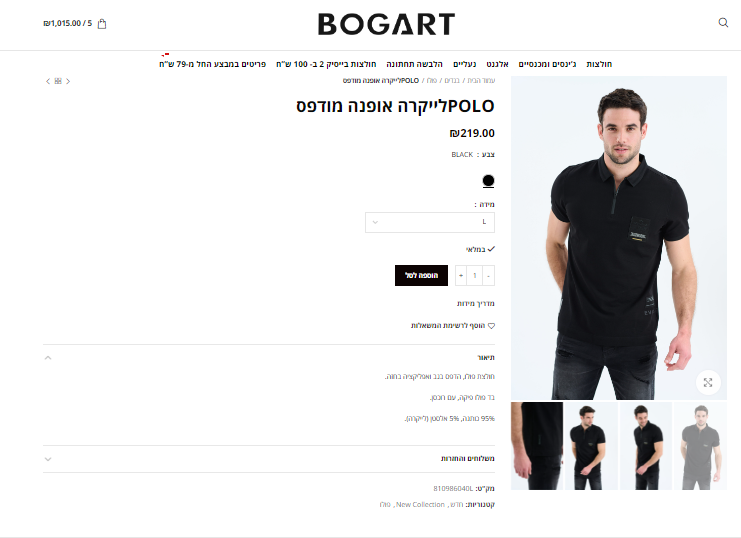 BOGART
₪1,015.00 / 5
חולצות ג'ינסים ומכנסיים אלגנט נעליים הלבשה תחתונה חולצות בייסיק 2 ב- 100 ש"ח פריטים במבצע החל מ-79 ש"ח
עמוד הבית / בגדים / פולו / POLOלייקרה אופנה מודפס
POLOלייקרה אופנה מודפס
₪219.00
צבע : BLACK
מידה :
L
במלאי
- 1 +
הוספה לסל
מדריך מידות
הוסף לרשימת המשאלות
תיאור
חולצת פולו, הדפס בגב ואפליקציה בחזה.
בד פולו פיקה, עם רוכסן.
95% כותנה, 5% אלסטן (לייקרה).
משלוחים והחזרות
מק"ט: 810986040L
קטגוריות: חדש, New Collection, פולו